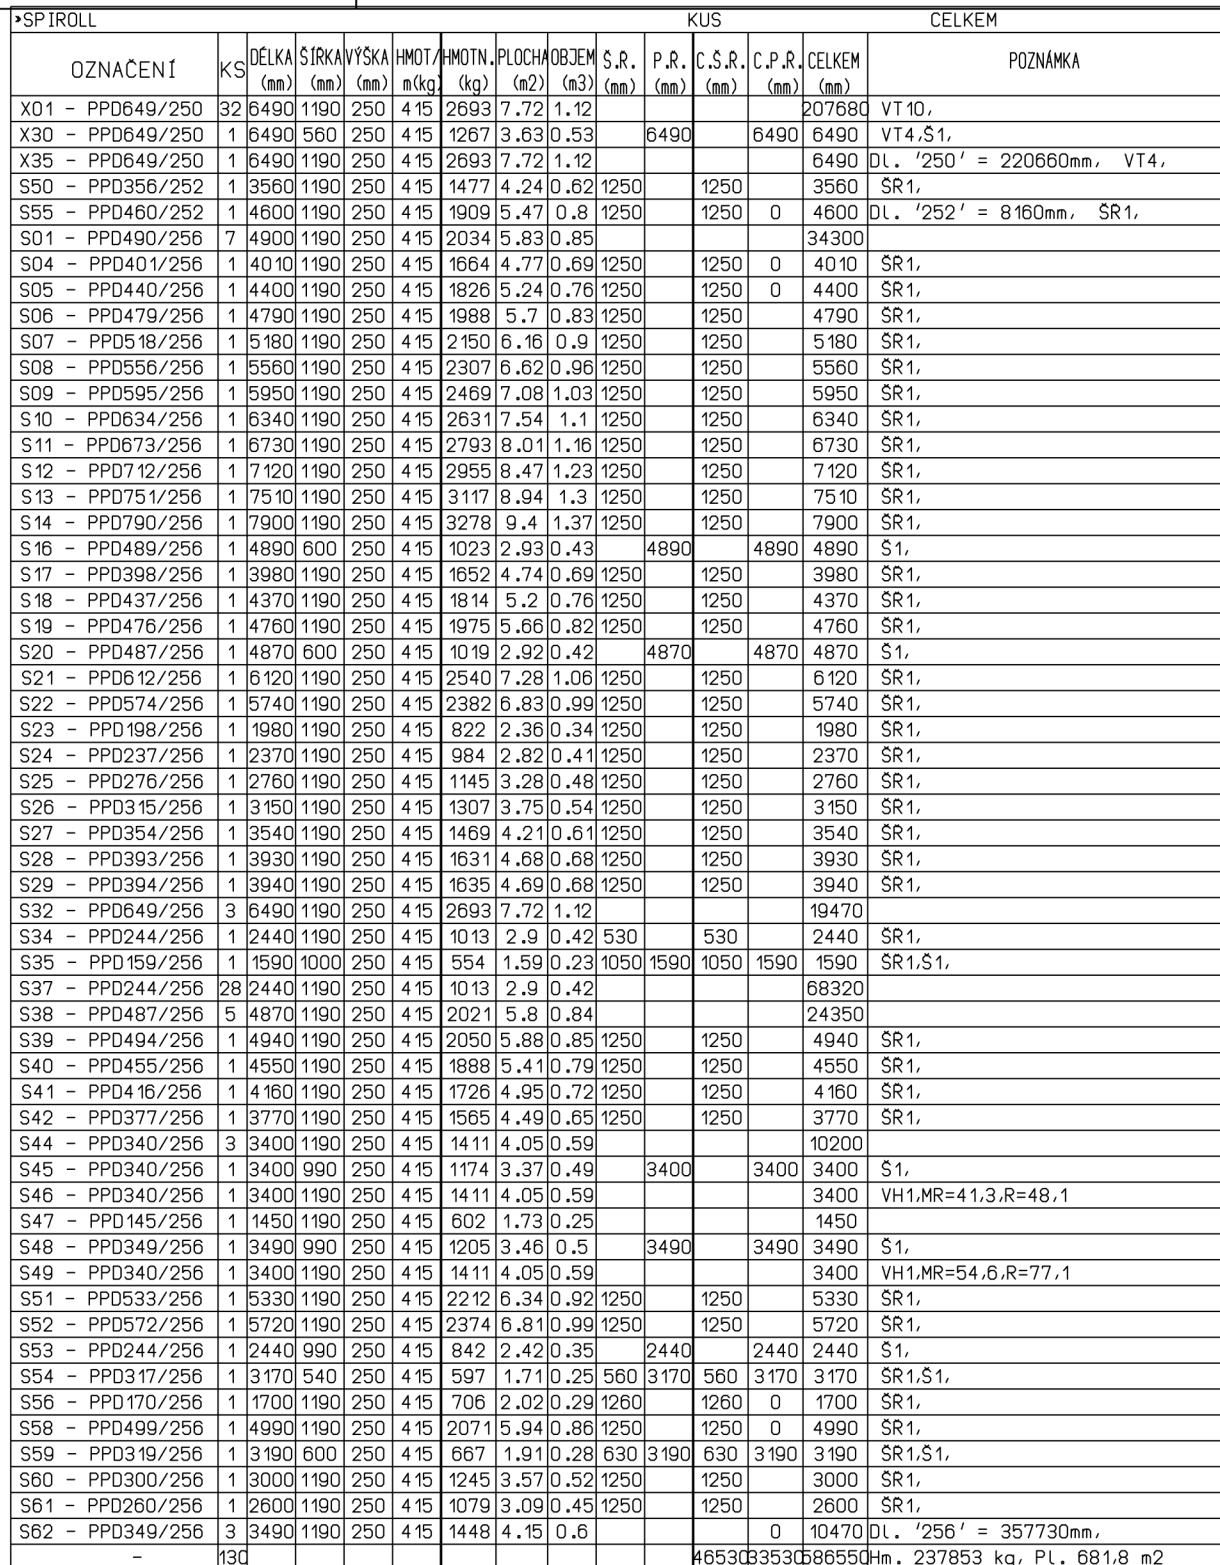 SPIROLL KUS CELKEM
OZNAČENÍ KS DÉLKA (mm) ŠÍŘKA (mm) VÝŠKA (mm) HMOT/m(kg) HMOTN. (kg) PLOCHA (m2) OBJEM (m3) Š.Ř. (mm) P.Ř. (mm) C.Š.Ř. (mm) C.P.Ř. (mm) CELKEM (mm) POZNÁMKA
X01 - PPD649/250 32 6490 1190 250 415 2693 7.72 1.12 207680 VT10,
X30 - PPD649/250 1 6490 560 250 415 1267 3.63 0.53 6490 6490 6490 VT4,Š1,
X35 - PPD649/250 1 6490 1190 250 415 2693 7.72 1.12 6490 Dl. '250' = 220660mm, VT4,
S50 - PPD356/252 1 3560 1190 250 415 1477 4.24 0.62 1250 1250 3560 ŠR1,
S55 - PPD460/252 1 4600 1190 250 415 1909 5.47 0.8 1250 1250 0 4600 Dl. '252' = 8160mm, ŠR1,
S01 - PPD490/256 7 4900 1190 250 415 2034 5.83 0.85 34300
S04 - PPD401/256 1 4010 1190 250 415 1664 4.77 0.69 1250 1250 0 4010 ŠR1,
S05 - PPD440/256 1 4400 1190 250 415 1826 5.24 0.76 1250 1250 0 4400 ŠR1,
S06 - PPD479/256 1 4790 1190 250 415 1988 5.7 0.83 1250 1250 4790 ŠR1,
S07 - PPD518/256 1 5180 1190 250 415 2150 6.16 0.9 1250 1250 5180 ŠR1,
S08 - PPD556/256 1 5560 1190 250 415 2307 6.62 0.96 1250 1250 5560 ŠR1,
S09 - PPD595/256 1 5950 1190 250 415 2469 7.08 1.03 1250 1250 5950 ŠR1,
S10 - PPD634/256 1 6340 1190 250 415 2631 7.54 1.1 1250 1250 6340 ŠR1,
S11 - PPD673/256 1 6730 1190 250 415 2793 8.01 1.16 1250 1250 6730 ŠR1,
S12 - PPD712/256 1 7120 1190 250 415 2955 8.47 1.23 1250 1250 7120 ŠR1,
S13 - PPD751/256 1 7510 1190 250 415 3117 8.94 1.3 1250 1250 7510 ŠR1,
S14 - PPD790/256 1 7900 1190 250 415 3278 9.4 1.37 1250 1250 7900 ŠR1,
S16 - PPD489/256 1 4890 600 250 415 1023 2.93 0.43 4890 4890 4890 Š1,
S17 - PPD398/256 1 3980 1190 250 415 1652 4.74 0.69 1250 1250 3980 ŠR1,
S18 - PPD437/256 1 4370 1190 250 415 1814 5.2 0.76 1250 1250 4370 ŠR1,
S19 - PPD476/256 1 4760 1190 250 415 1975 5.66 0.82 1250 1250 4760 ŠR1,
S20 - PPD487/256 1 4870 600 250 415 1019 2.92 0.42 4870 4870 4870 Š1,
S21 - PPD612/256 1 6120 1190 250 415 2540 7.28 1.06 1250 1250 6120 ŠR1,
S22 - PPD574/256 1 5740 1190 250 415 2382 6.83 0.99 1250 1250 5740 ŠR1,
S23 - PPD198/256 1 1980 1190 250 415 822 2.36 0.34 1250 1250 1980 ŠR1,
S24 - PPD237/256 1 2370 1190 250 415 984 2.82 0.41 1250 1250 2370 ŠR1,
S25 - PPD276/256 1 2760 1190 250 415 1145 3.28 0.48 1250 1250 2760 ŠR1,
S26 - PPD315/256 1 3150 1190 250 415 1307 3.75 0.54 1250 1250 3150 ŠR1,
S27 - PPD354/256 1 3540 1190 250 415 1469 4.21 0.61 1250 1250 3540 ŠR1,
S28 - PPD393/256 1 3930 1190 250 415 1631 4.68 0.68 1250 1250 3930 ŠR1,
S29 - PPD394/256 1 3940 1190 250 415 1635 4.69 0.68 1250 1250 3940 ŠR1,
S32 - PPD649/256 3 6490 1190 250 415 2693 7.72 1.12 19470
S34 - PPD244/256 1 2440 1190 250 415 1013 2.9 0.42 530 530 2440 ŠR1,
S35 - PPD159/256 1 1590 1000 250 415 554 1.59 0.23 1050 1590 1050 1590 1590 ŠR1,Š1,
S37 - PPD244/256 28 2440 1190 250 415 1013 2.9 0.42 68320
S38 - PPD487/256 5 4870 1190 250 415 2021 5.8 0.84 24350
S39 - PPD494/256 1 4940 1190 250 415 2050 5.88 0.85 1250 1250 4940 ŠR1,
S40 - PPD455/256 1 4550 1190 250 415 1888 5.41 0.79 1250 1250 4550 ŠR1,
S41 - PPD416/256 1 4160 1190 250 415 1726 4.95 0.72 1250 1250 4160 ŠR1,
S42 - PPD377/256 1 3770 1190 250 415 1565 4.49 0.65 1250 1250 3770 ŠR1,
S44 - PPD340/256 3 3400 1190 250 415 1411 4.05 0.59 10200
S45 - PPD340/256 1 3400 990 250 415 1174 3.37 0.49 3400 3400 3400 Š1,
S46 - PPD340/256 1 3400 1190 250 415 1411 4.05 0.59 3400 VH1,MR=41,3,R=48,1
S47 - PPD145/256 1 1450 1190 250 415 602 1.73 0.25 1450
S48 - PPD349/256 1 3490 990 250 415 1205 3.46 0.5 3490 3490 3490 Š1,
S49 - PPD340/256 1 3400 1190 250 415 1411 4.05 0.59 3400 VH1,MR=54,6,R=77,1
S51 - PPD533/256 1 5330 1190 250 415 2212 6.34 0.92 1250 1250 5330 ŠR1,
S52 - PPD572/256 1 5720 1190 250 415 2374 6.81 0.99 1250 1250 5720 ŠR1,
S53 - PPD244/256 1 2440 990 250 415 842 2.42 0.35 2440 2440 2440 Š1,
S54 - PPD317/256 1 3170 540 250 415 597 1.71 0.25 560 3170 560 3170 3170 ŠR1,Š1,
S56 - PPD170/256 1 1700 1190 250 415 706 2.02 0.29 1260 1260 0 1700 ŠR1,
S58 - PPD499/256 1 4990 1190 250 415 2071 5.94 0.86 1250 1250 0 4990 ŠR1,
S59 - PPD319/256 1 3190 600 250 415 667 1.91 0.28 630 3190 630 3190 3190 ŠR1,Š1,
S60 - PPD300/256 1 3000 1190 250 415 1245 3.57 0.52 1250 1250 3000 ŠR1,
S61 - PPD260/256 1 2600 1190 250 415 1079 3.09 0.45 1250 1250 2600 ŠR1,
S62 - PPD349/256 3 3490 1190 250 415 1448 4.15 0.6 0 10470 Dl. '256' = 357730mm,
- 130 46530 33530 586550 Hm. 237853 kg, Pl. 681,8 m2